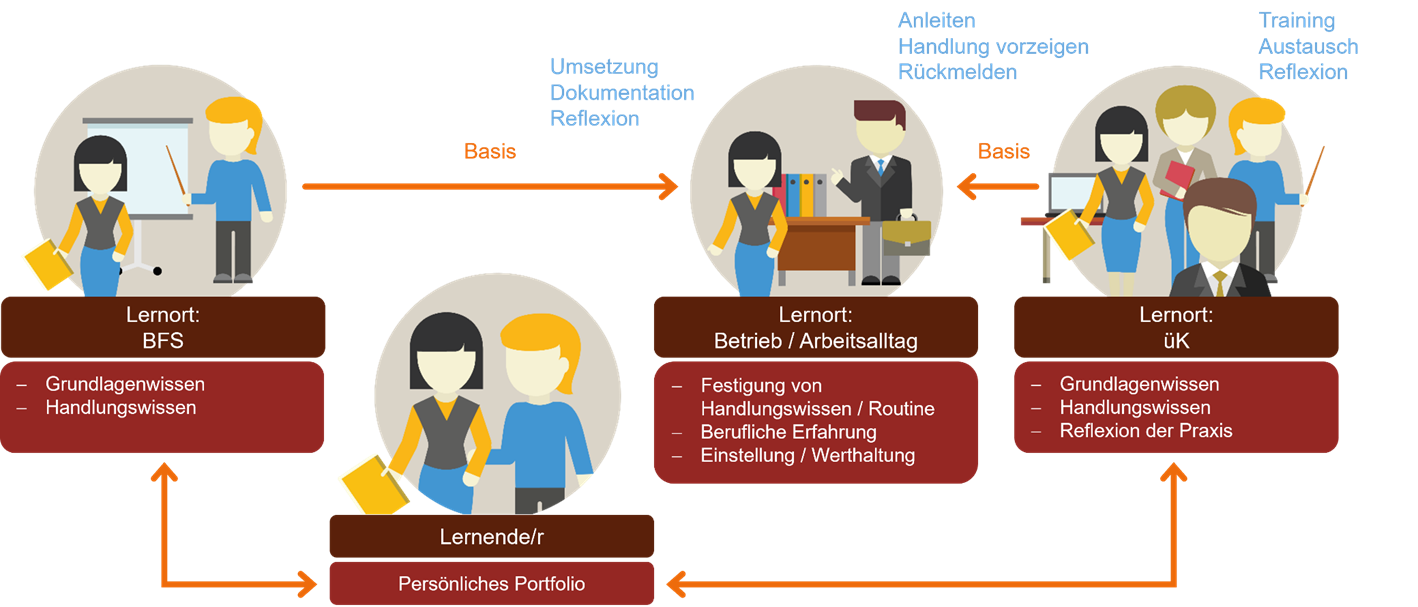 Anleiten
Handlung vorzeigen
Rückmelden
Training
Austausch
Reflexion
Umsetzung
Dokumentation
Reflexion
Basis
Basis
Lernort:
BFS
– Grundlagenwissen
– Handlungswissen
Lernort:
Betrieb / Arbeitsalltag
– Festigung von
Handlungswissen / Routine
– Berufliche Erfahrung
– Einstellung / Werthaltung
Lernort:
üK
– Grundlagenwissen
– Handlungswissen
– Reflexion der Praxis
Lernende/r
Persönliches Portfolio